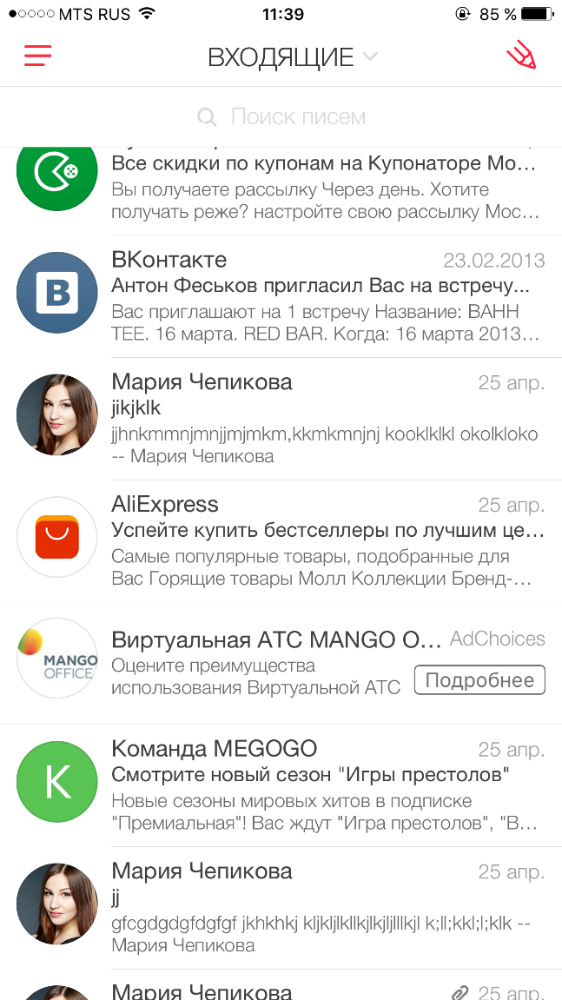 MTS RUS 11:39 85 %
ВХОДЯЩИЕ
Поиск писем
Все скидки по купонам на Купонаторе Мо...
Вы получаете рассылку Через день. Хотите
получать реже? настройте свою рассылку Мос...
ВКонтакте 23.02.2013
Антон Феськов пригласил Вас на встречу...
Вас приглашают на 1 встречу Название: ВАНН
ТЕЕ. 16 марта. RED BAR. Когда: 16 марта 2013...
Мария Чепикова 25 апр.
jikjklk
jjhnkmmnjmnjjmjmkm,kkmkmnjnj kooklklkl okolkloko
-- Мария Чепикова
AliExpress 25 апр.
Успейте купить бестселлеры по лучшим це...
Самые популярные товары, подобранные для
Вас Горящие товары Молл Коллекции Бренд-...
MANGO
OFFICE
Виртуальная АТС MANGO O... AdChoices
Оцените преимущества
использования Виртуальной АТС
Подробнее
К
Команда MEGOGO 25 апр.
Смотрите новый сезон "Игры престолов"
Новые сезоны мировых хитов в подписке
"Премиальная"! Вас ждут "Игра престолов", "В...
Мария Чепикова 25 апр.
jj
gfcgdgdgfdgfgf jkhkhkj kljkljlkllkjlkjljlllkjl k;ll;kkl;l;klk --
Мария Чепикова
Мария Чепикова 25 апр.